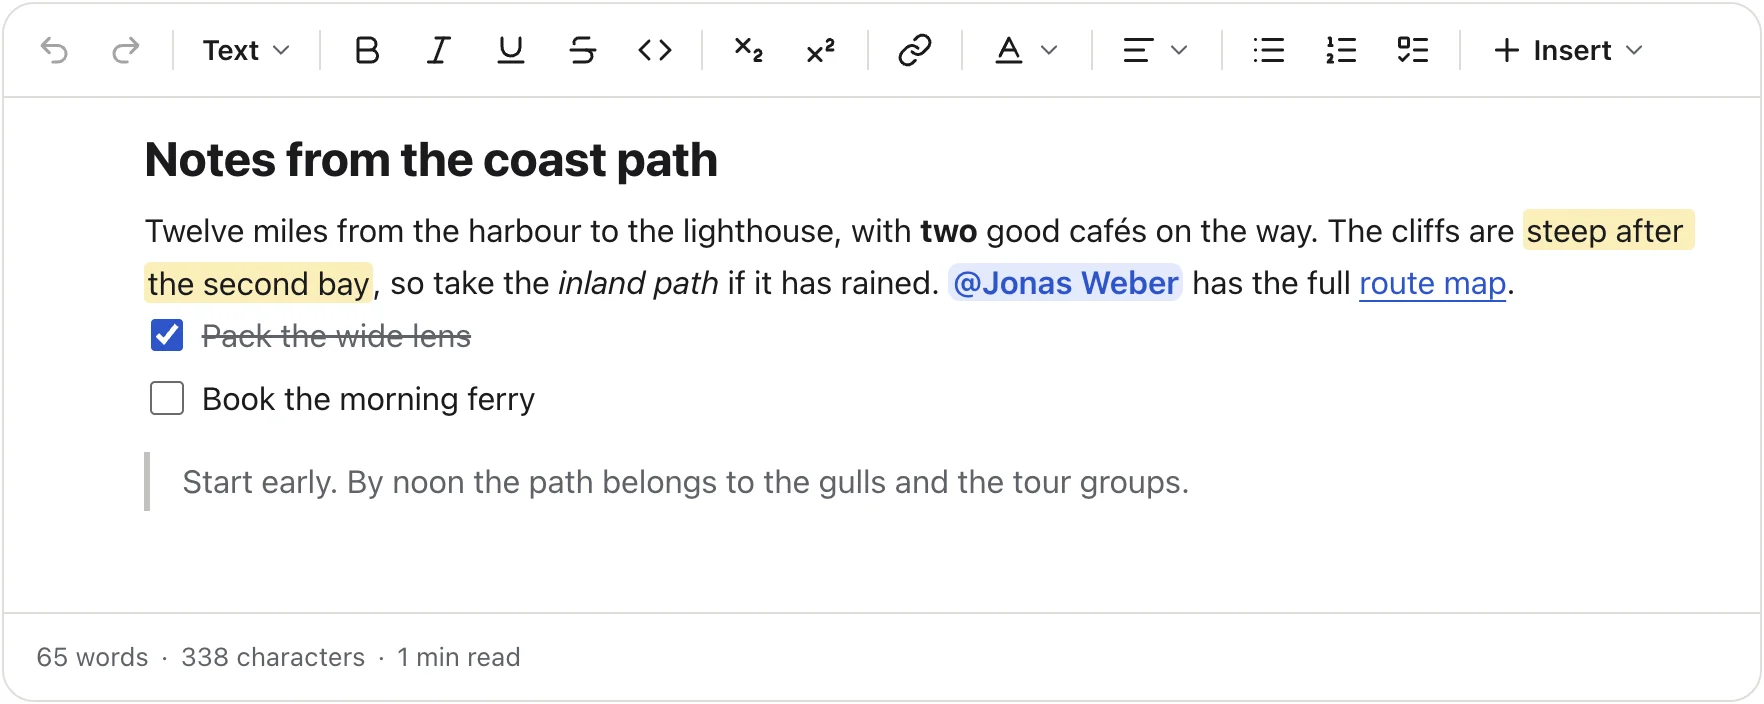 Text
B I U S <> x₂ x² A
+ Insert
Notes from the coast path
Twelve miles from the harbour to the lighthouse, with two good cafés on the way. The cliffs are steep after
the second bay, so take the inland path if it has rained. @Jonas Weber has the full route map.
Pack the wide lens
Book the morning ferry
Start early. By noon the path belongs to the gulls and the tour groups.
65 words · 338 characters · 1 min read